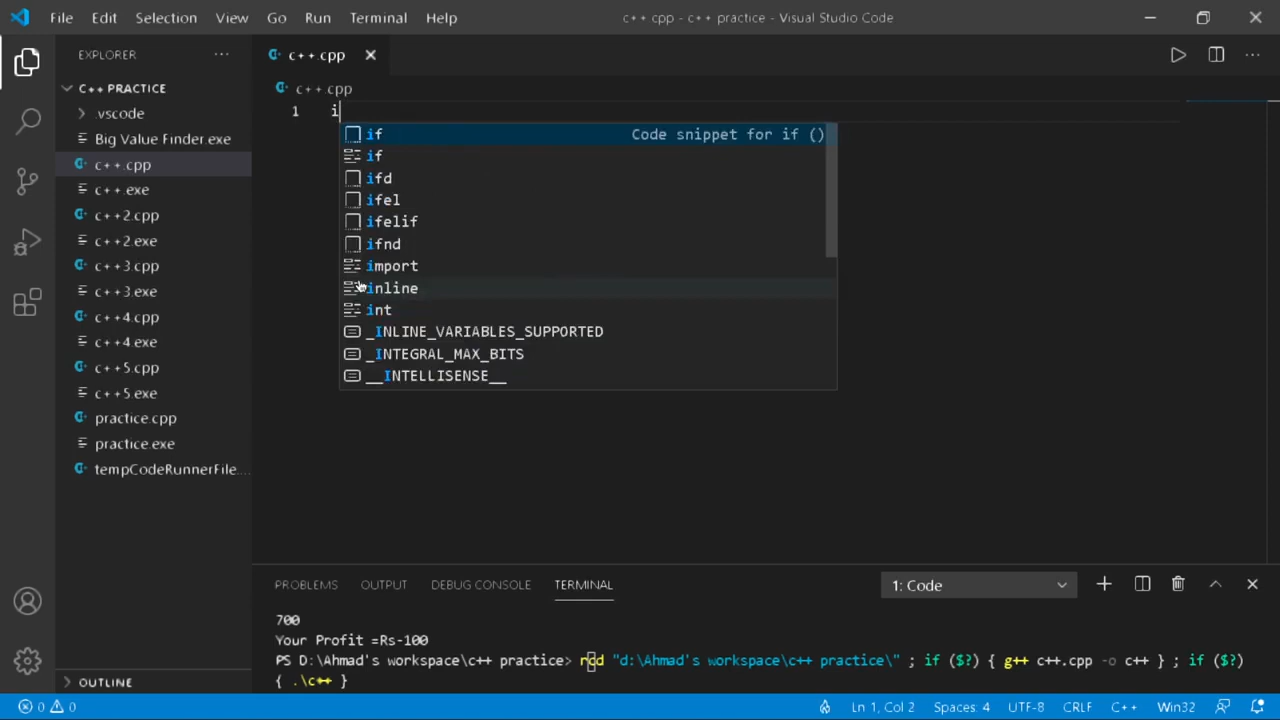 File Edit Selection View Go Run Terminal Help c++ cpp - c++ practice - Visual Studio Code
EXPLORER
c++.cpp
C++ PRACTICE
c++.cpp
.vscode
1 i
Big Value Finder.exe
if Code snippet for if ()
c++.cpp
if
c++.exe
ifd
c++2.cpp
ifel
c++2.exe
ifelif
c++3.cpp
ifnd
c++3.exe
import
c++4.cpp
inline
c++4.exe
int
c++5.cpp
_INLINE_VARIABLES_SUPPORTED
c++5.exe
_INTEGRAL_MAX_BITS
practice.cpp
__INTELLISENSE__
practice.exe
tempCodeRunnerFile....
PROBLEMS OUTPUT DEBUG CONSOLE TERMINAL 1: Code
700
Your Profit =Rs-100
PS D:\Ahmad's workspace\c++ practice> "d:\Ahmad's workspace\c++ practice\" ; if ($?) { g++ c++.cpp -o c++ } ; if ($?)
{ .\c++ }
OUTLINE
0 0 Ln 1, Col 2 Spaces: 4 UTF-8 CRLF C++ Win32